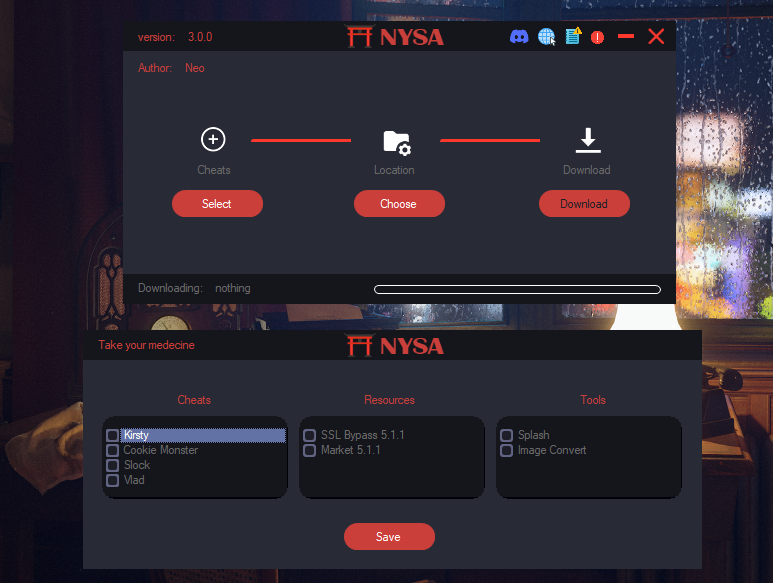 version: 3.0.0
NYSA
Author: Neo
Cheats
Location
Download
Select
Choose
Download
Downloading: nothing
Take your medecine
NYSA
Cheats
Resources
Tools
Kirsty
Cookie Monster
Slock
Vlad
SSL Bypass 5.1.1
Market 5.1.1
Splash
Image Convert
Save